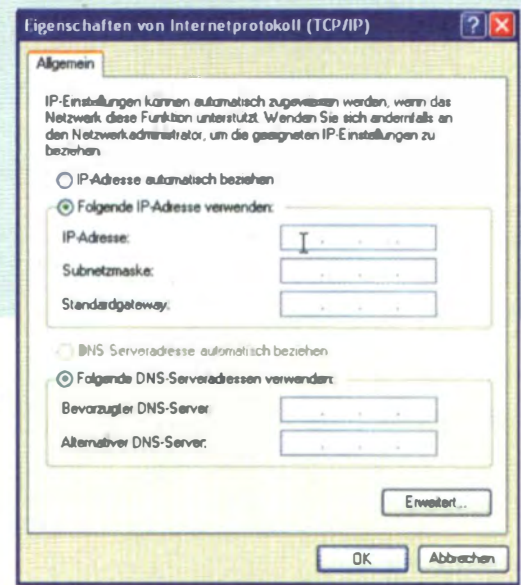 Eigenschaften von Internetprotokoll (TCP/IP)
Allgemein
IP-Einstellungen können automatisch zugewiesen werden, wenn das
Netzwerk diese Funktion unterstützt. Wenden Sie sich andernfalls an
den Netzwerkadministrator, um die geeigneten IP-Einstellungen zu
beziehen.
IP-Adresse automatisch beziehen
Folgende IP-Adresse verwenden:
IP-Adresse:
Subnetzmaske:
Standardgateway:
DNS-Serveradresse automatisch beziehen
Folgende DNS-Serveradressen verwenden:
Bevorzugter DNS-Server:
Alternativer DNS-Server:
Erweitert...
OK
Abbrechen